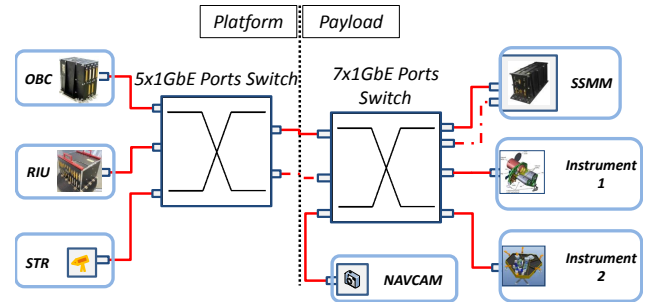 Platform
Payload
OBC
5x1GbE Ports Switch
7x1GbE Ports
Switch
SSMM
RIU
Instrument
1
STR
NAVCAM
Instrument
2